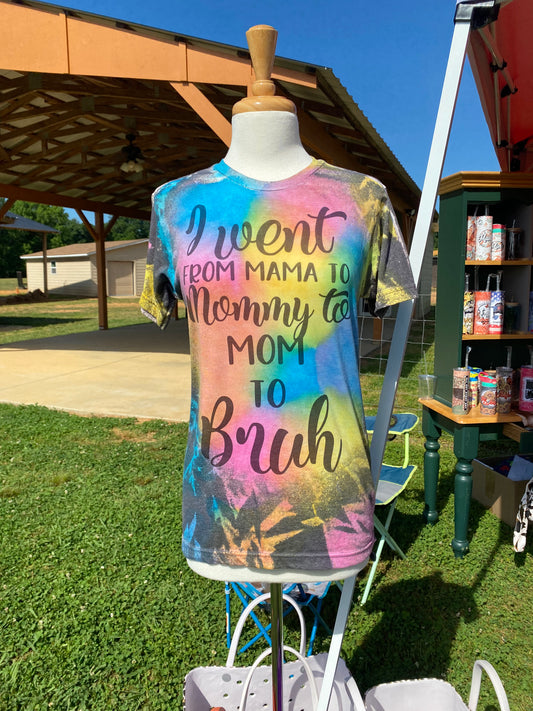 I went
FROM MAMA TO
Mommy to
MOM
TO
Bruh